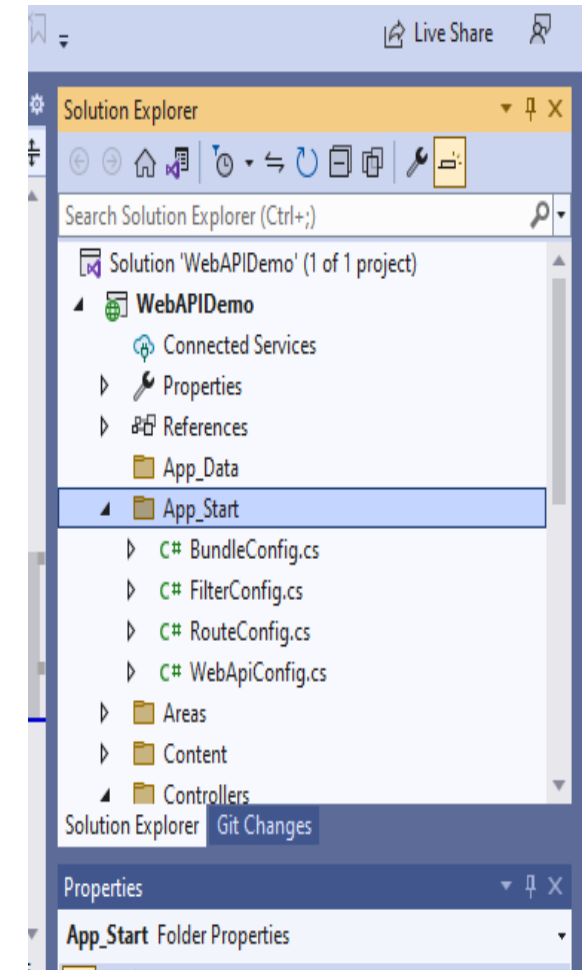 Live Share
Solution Explorer
Search Solution Explorer (Ctrl+;)
Solution 'WebAPIDemo' (1 of 1 project)
WebAPIDemo
Connected Services
Properties
References
App_Data
App_Start
C# BundleConfig.cs
C# FilterConfig.cs
C# RouteConfig.cs
C# WebApiConfig.cs
Areas
Content
Controllers
Solution Explorer Git Changes
Properties
App_Start Folder Properties